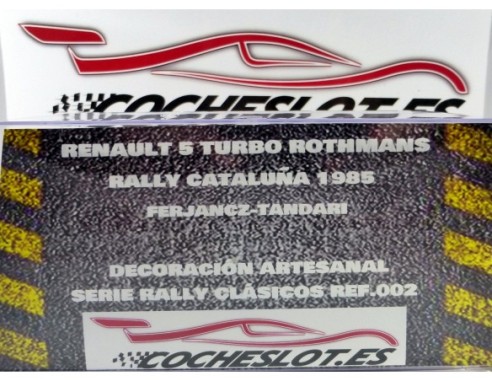 COCHESLOT.ES
RENAULT 5 TURBO ROTHMANS
RALLY CATALUÑA 1985
FERJANCZ-TANDARI
DECORACIÓN ARTESANAL
SERIE RALLY CLÁSICOS REF.002
COCHESLOT.ES